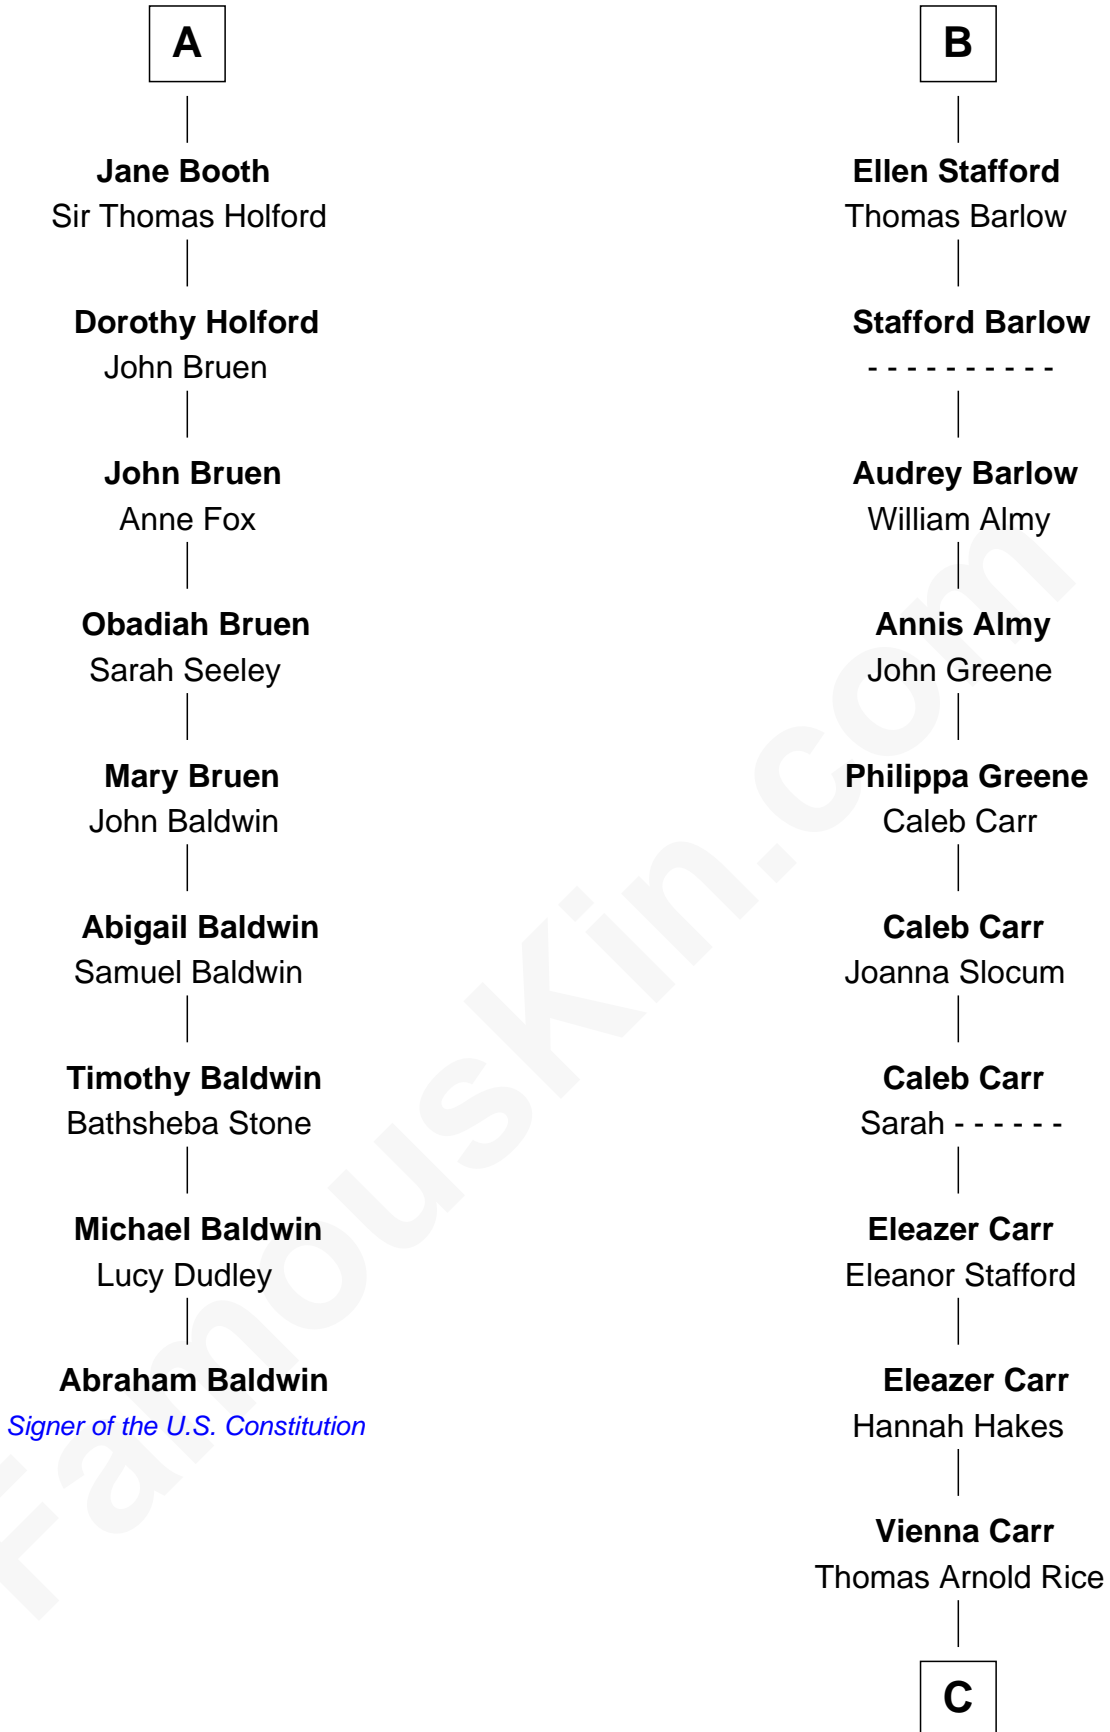 A
Jane Booth
Sir Thomas Holford
Dorothy Holford
John Bruen
John Bruen
Anne Fox
Obadiah Bruen
Sarah Seeley
Mary Bruen
John Baldwin
Abigail Baldwin
Samuel Baldwin
Timothy Baldwin
Bathsheba Stone
Michael Baldwin
Lucy Dudley
Abraham Baldwin
Signer of the U.S. Constitution
B
Ellen Stafford
Thomas Barlow
Stafford Barlow
- - - - - - - - - -
Audrey Barlow
William Almy
Annis Almy
John Greene
Philippa Greene
Caleb Carr
Caleb Carr
Joanna Slocum
Caleb Carr
Sarah - - - - - -
Eleazer Carr
Eleanor Stafford
Eleazer Carr
Hannah Hakes
Vienna Carr
Thomas Arnold Rice
C
FamousKin.com